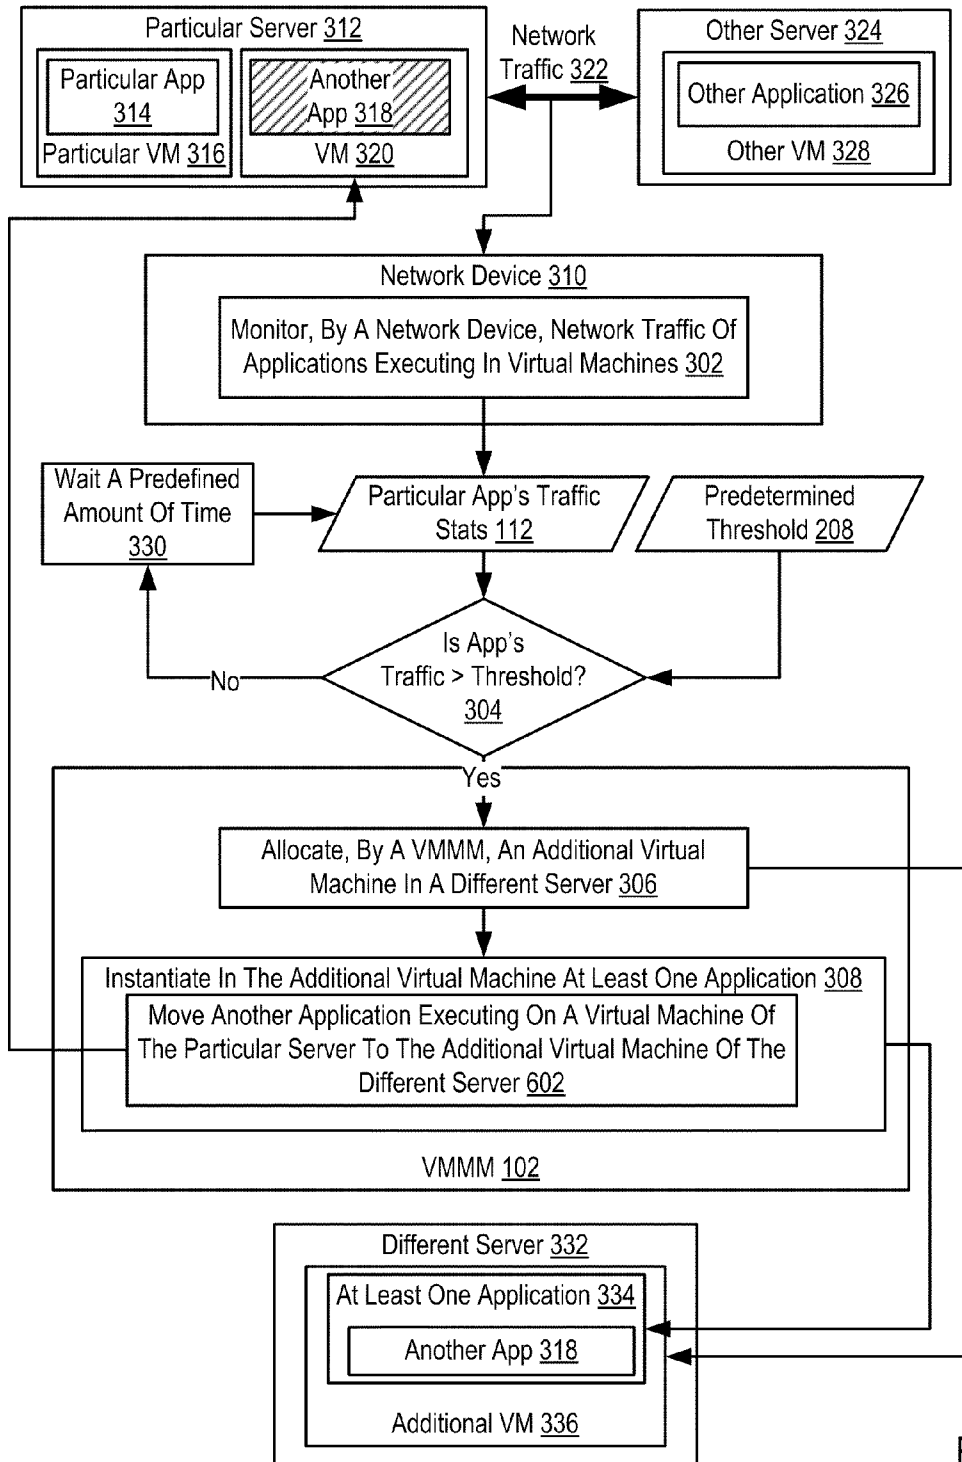 Particular Server 312
Particular App
314
Particular VM 316
Another
App 318
VM 320
Network
Traffic 322
Other Server 324
Other Application 326
Other VM 328
Network Device 310
Monitor, By A Network Device, Network Traffic Of
Applications Executing In Virtual Machines 302
Wait A Predefined
Amount Of Time
330
Particular App's Traffic
Stats 112
Predetermined
Threshold 208
Is App's
Traffic > Threshold?
304
No
Yes
Allocate, By A VMMM, An Additional Virtual
Machine In A Different Server 306
Instantiate In The Additional Virtual Machine At Least One Application 308
Move Another Application Executing On A Virtual Machine Of
The Particular Server To The Additional Virtual Machine Of The
Different Server 602
VMMM 102
Different Server 332
At Least One Application 334
Another App 318
Additional VM 336